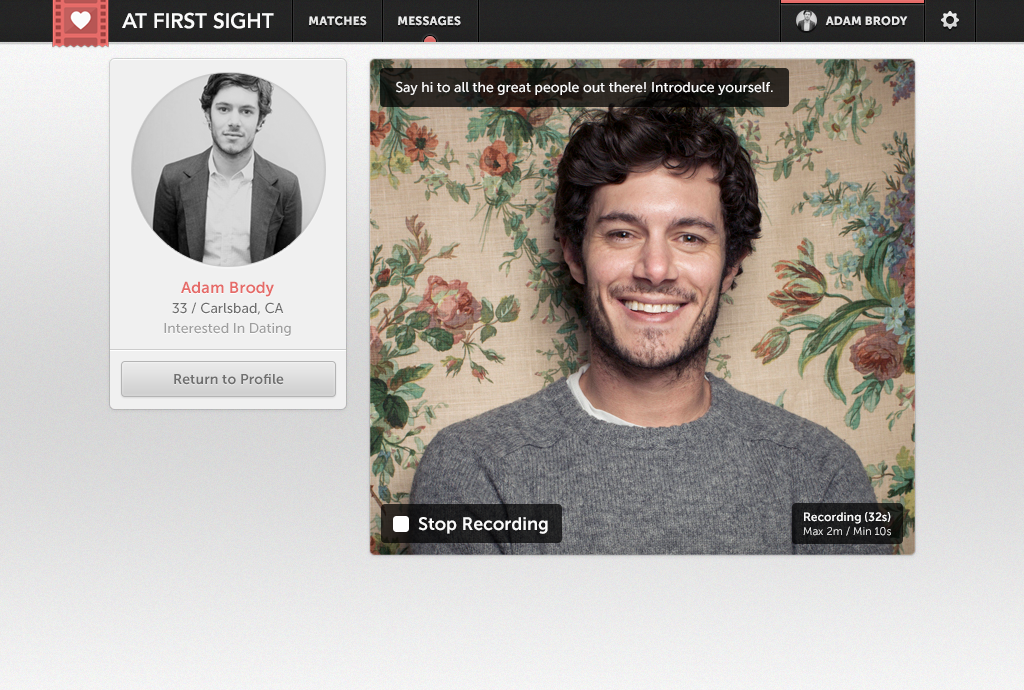 AT FIRST SIGHT
MATCHES
MESSAGES
ADAM BRODY
Say hi to all the great people out there! Introduce yourself.
Adam Brody
33 / Carlsbad, CA
Interested In Dating
Return to Profile
Stop Recording
Recording (32s)
Max 2m / Min 10s